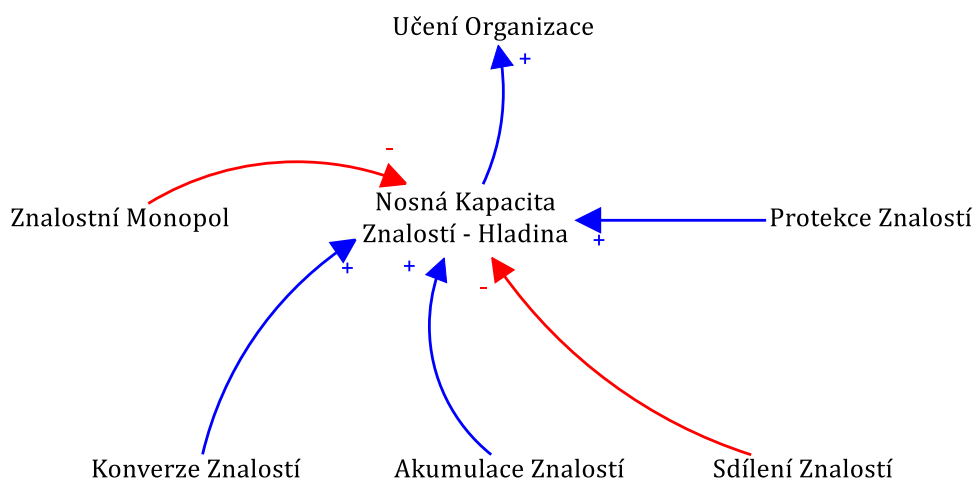 Učení Organizace
+
-
Nosná Kapacita
Znalostí - Hladina
Znalostní Monopol
Protekce Znalostí
+
+
+
-
Konverze Znalostí
Akumulace Znalostí
Sdílení Znalostí